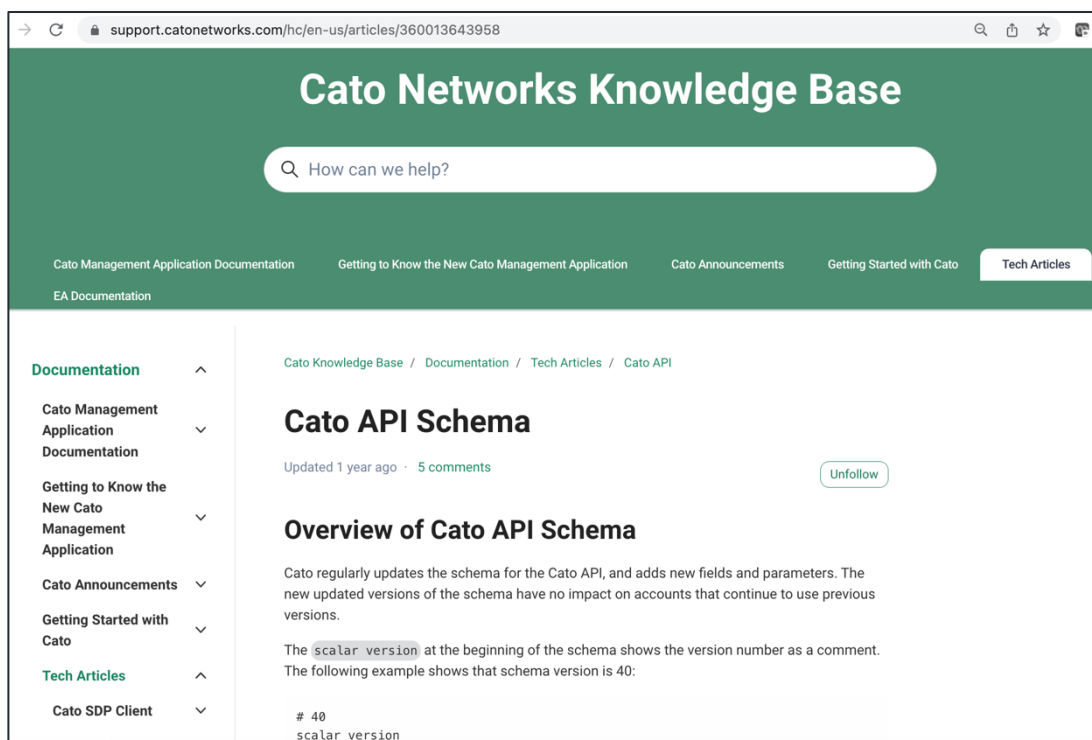 support.catonetworks.com/hc/en-us/articles/360013643958
Cato Networks Knowledge Base
How can we help?
Cato Management Application Documentation
Getting to Know the New Cato Management Application
Cato Announcements
Getting Started with Cato
Tech Articles
EA Documentation
Documentation
Cato Management
Application
Documentation
Getting to Know the
New Cato
Management
Application
Cato Announcements
Getting Started with
Cato
Tech Articles
Cato SDP Client
Cato Knowledge Base / Documentation / Tech Articles / Cato API
Cato API Schema
Updated 1 year ago · 5 comments
Unfollow
Overview of Cato API Schema
Cato regularly updates the schema for the Cato API, and adds new fields and parameters. The
new updated versions of the schema have no impact on accounts that continue to use previous
versions.
The scalar version at the beginning of the schema shows the version number as a comment.
The following example shows that schema version is 40:
# 40
scalar version